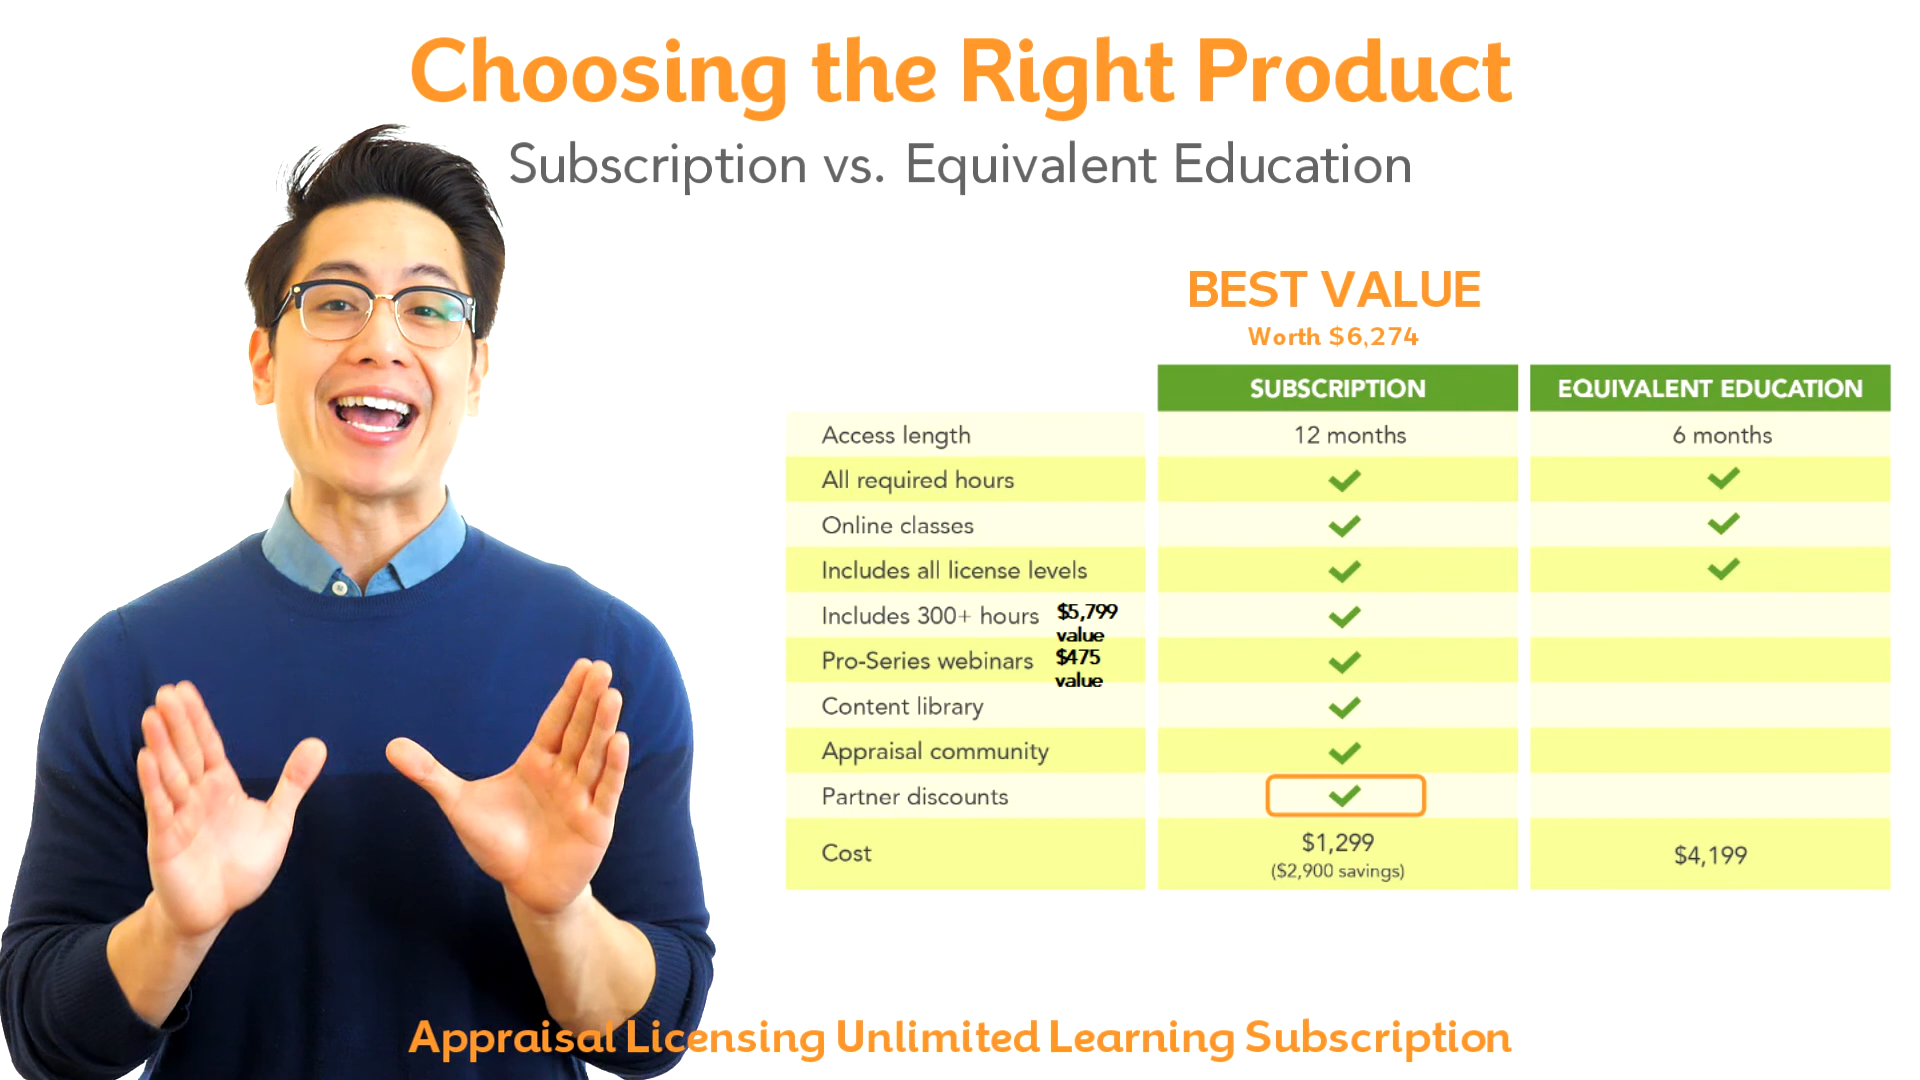 Choosing the Right Product
Subscription vs. Equivalent Education
BEST VALUE
Worth $6,274
SUBSCRIPTION EQUIVALENT EDUCATION
Access length 12 months 6 months
All required hours
Online classes
Includes all license levels
Includes 300+ hours $5,799 value
Pro-Series webinars $475 value
Content library
Appraisal community
Partner discounts
Cost $1,299 ($2,900 savings) $4,199
Appraisal Licensing Unlimited Learning Subscription